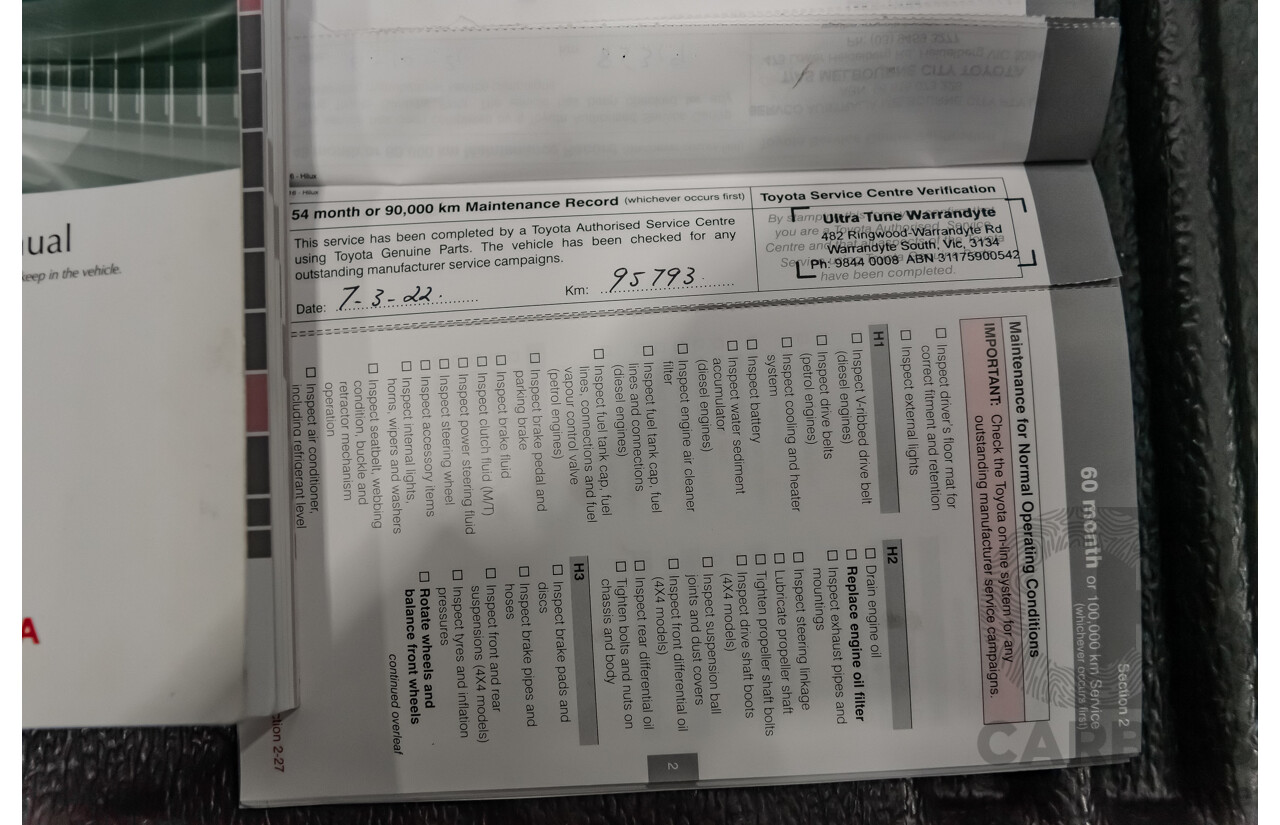 ual
keep in the vehicle.
A
54 month or 90,000 km Maintenance Record (whichever occurs first)
This service has been completed by a Toyota Authorised Service Centre
using Toyota Genuine Parts. The vehicle has been checked for any
outstanding manufacturer service campaigns.
Date: 7-3-22.
Km: 95793
Toyota Service Centre Verification
Ultra Tune Warrandyte
482 Ringwood-Warrandyte Rd
Warrandyte South, Vic, 3134
Ph: 9844 0008 ABN 31175900542
have been completed.
Section 2
60 month or 100,000 km Service
(whichever occurs first)
Maintenance for Normal Operating Conditions
IMPORTANT: Check the Toyota on-line system for any
outstanding manufacturer service campaigns.
☐ Inspect driver's floor mat for
correct fitment and retention
☐ Inspect external lights
H1
☐ Inspect V-ribbed drive belt
(diesel engines)
☐ Inspect drive belts
(petrol engines)
☐ Inspect cooling and heater
system
☐ Inspect battery
☐ Inspect water sediment
accumulator
(diesel engines)
☐ Inspect engine air cleaner
filter
☐ Inspect fuel tank cap, fuel
lines and connections
(diesel engines)
☐ Inspect fuel tank cap, fuel
lines, connections and fuel
vapour control valve
(petrol engines)
☐ Inspect brake pedal and
parking brake
☐ Inspect brake fluid
☐ Inspect clutch fluid (M/T)
☐ Inspect power steering fluid
☐ Inspect steering wheel
☐ Inspect accessory items
☐ Inspect internal lights,
horns, wipers and washers
☐ Inspect seatbelt, webbing
condition, buckle and
retractor mechanism
operation
☐ Inspect air conditioner,
including refrigerant level
H2
☐ Drain engine oil
☐ Replace engine oil filter
☐ Inspect exhaust pipes and
mountings
☐ Inspect steering linkage
☐ Lubricate propeller shaft
☐ Tighten propeller shaft bolts
☐ Inspect drive shaft boots
(4X4 models)
☐ Inspect suspension ball
joints and dust covers
☐ Inspect front differential oil
(4X4 models)
☐ Inspect rear differential oil
☐ Tighten bolts and nuts on
chassis and body
H3
☐ Inspect brake pads and
discs
☐ Inspect brake pipes and
hoses
☐ Inspect front and rear
suspensions (4X4 models)
☐ Inspect tyres and inflation
pressures
☐ Rotate wheels and
balance front wheels
continued overleaf
2
ction 2-27
CARB